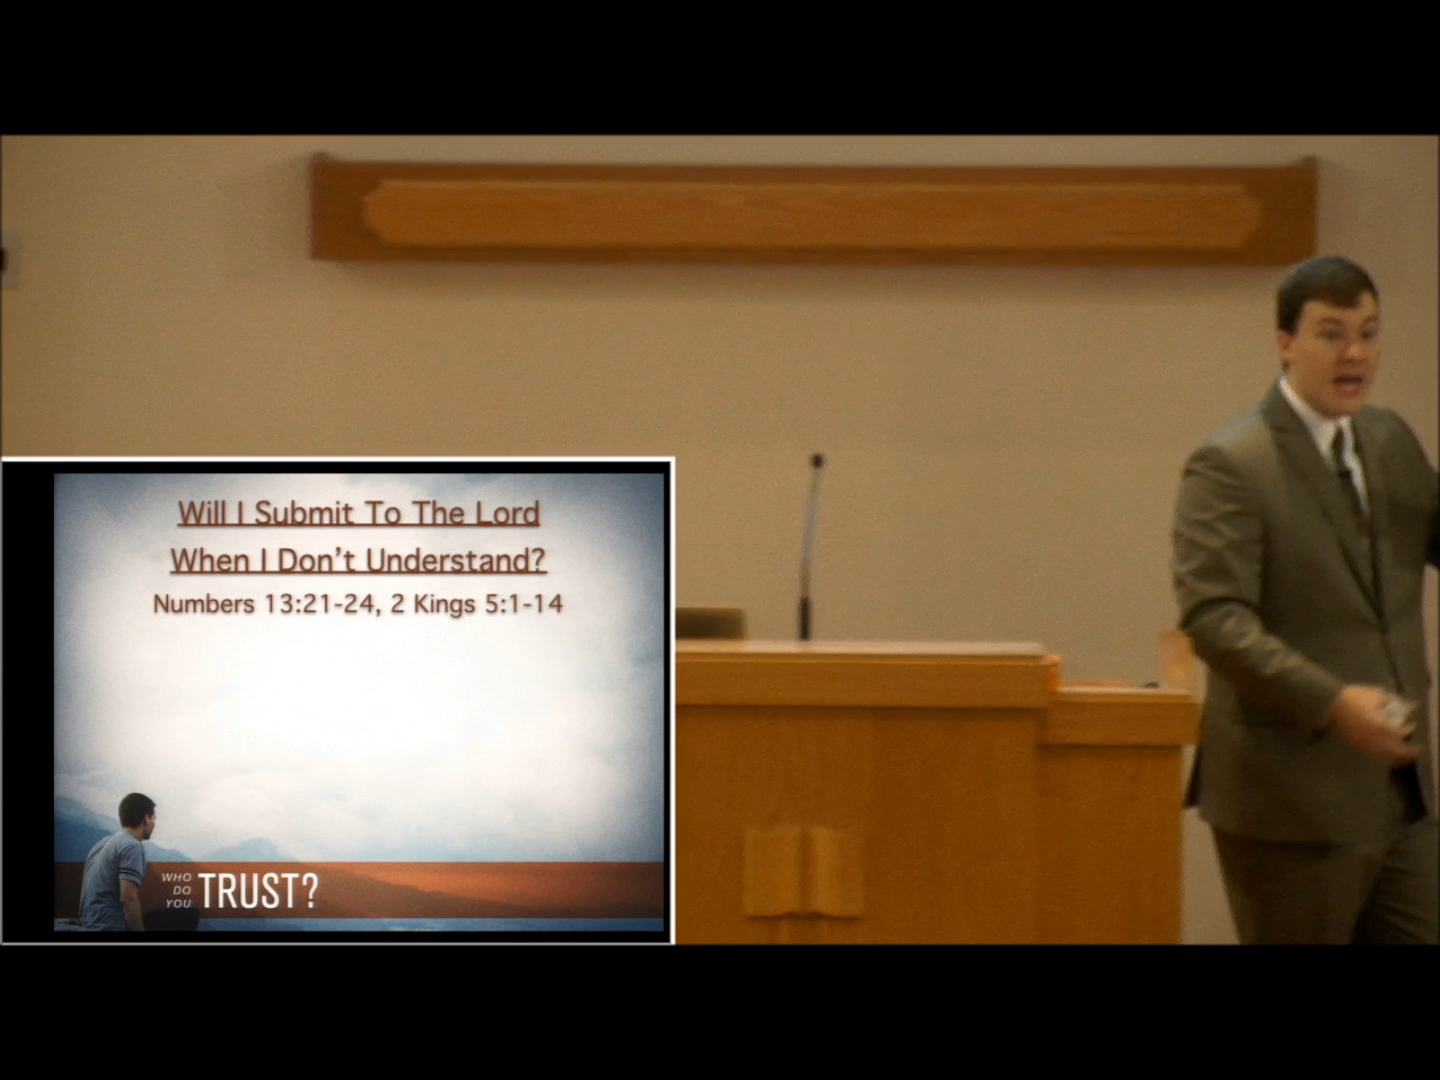 Will I Submit To The Lord
When I Don't Understand?
Numbers 13:21-24, 2 Kings 5:1-14
WHO
DO
YOU
TRUST?